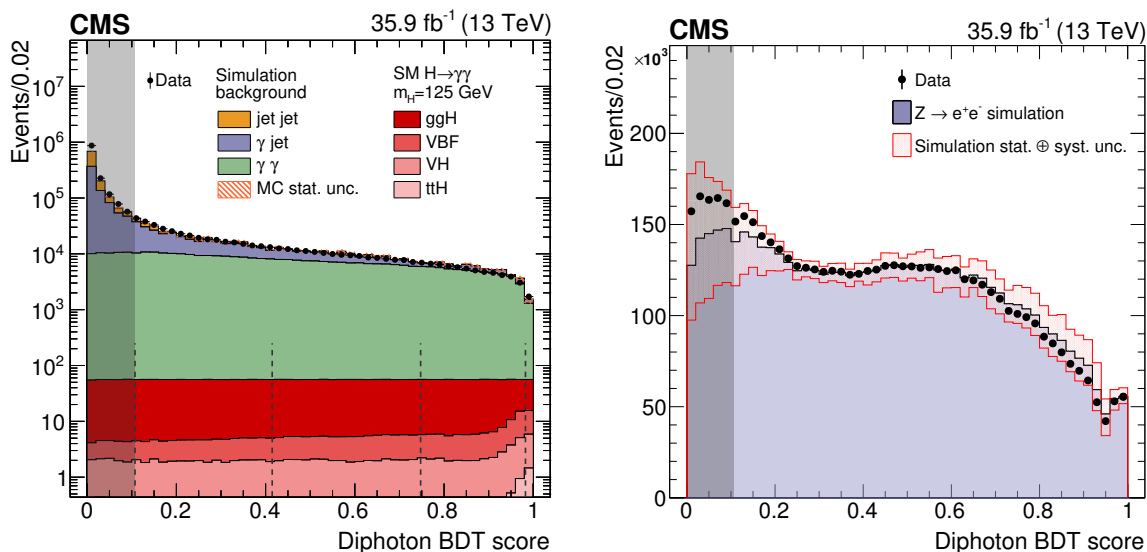 CMS
35.9 fb⁻¹ (13 TeV)
Events/0.02
10⁷
10⁶
10⁵
10⁴
10³
10²
10
1
Data
Simulation
background
jet jet
γ jet
γ γ
MC stat. unc.
SM H→γγ
m_H=125 GeV
ggH
VBF
VH
ttH
0 0.2 0.4 0.6 0.8 1
Diphoton BDT score
CMS
35.9 fb⁻¹ (13 TeV)
×10³
Events/0.02
200
150
100
50
0
Data
Z → e⁺e⁻ simulation
Simulation stat. ⊕ syst. unc.
0 0.2 0.4 0.6 0.8 1
Diphoton BDT score